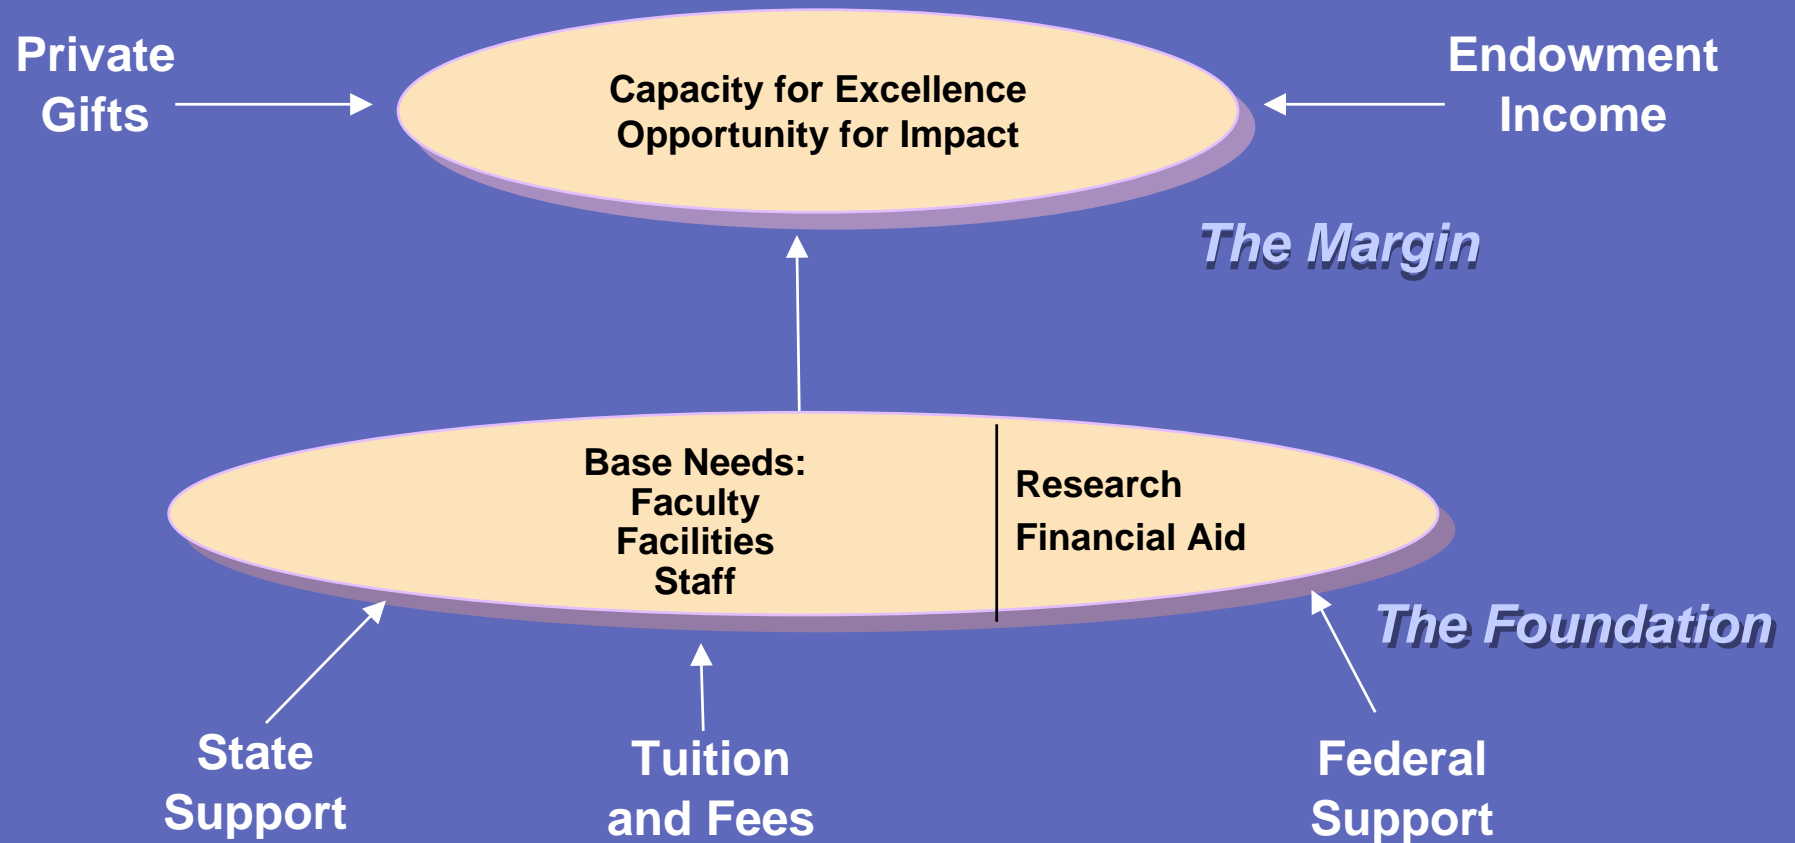 Private
Gifts
Capacity for Excellence
Opportunity for Impact
Endowment
Income
The Margin
Base Needs:
Faculty
Facilities
Staff
Research
Financial Aid
The Foundation
State
Support
Tuition
and Fees
Federal
Support